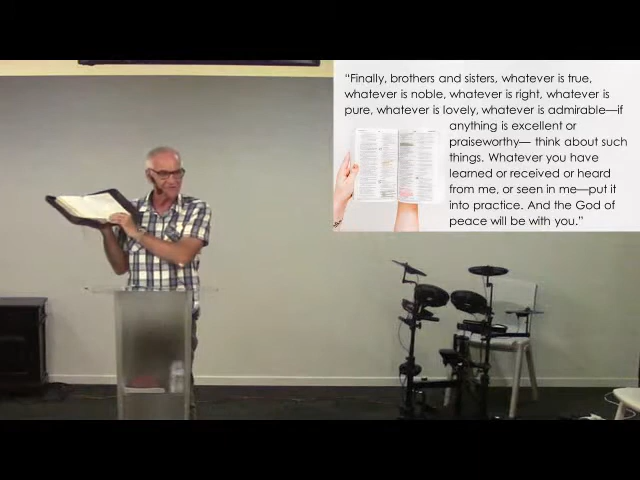 “Finally, brothers and sisters, whatever is true,
whatever is noble, whatever is right, whatever is
pure, whatever is lovely, whatever is admirable—if
anything is excellent or
praiseworthy— think about such
things. Whatever you have
learned or received or heard
from me, or seen in me—put it
into practice. And the God of
peace will be with you.”